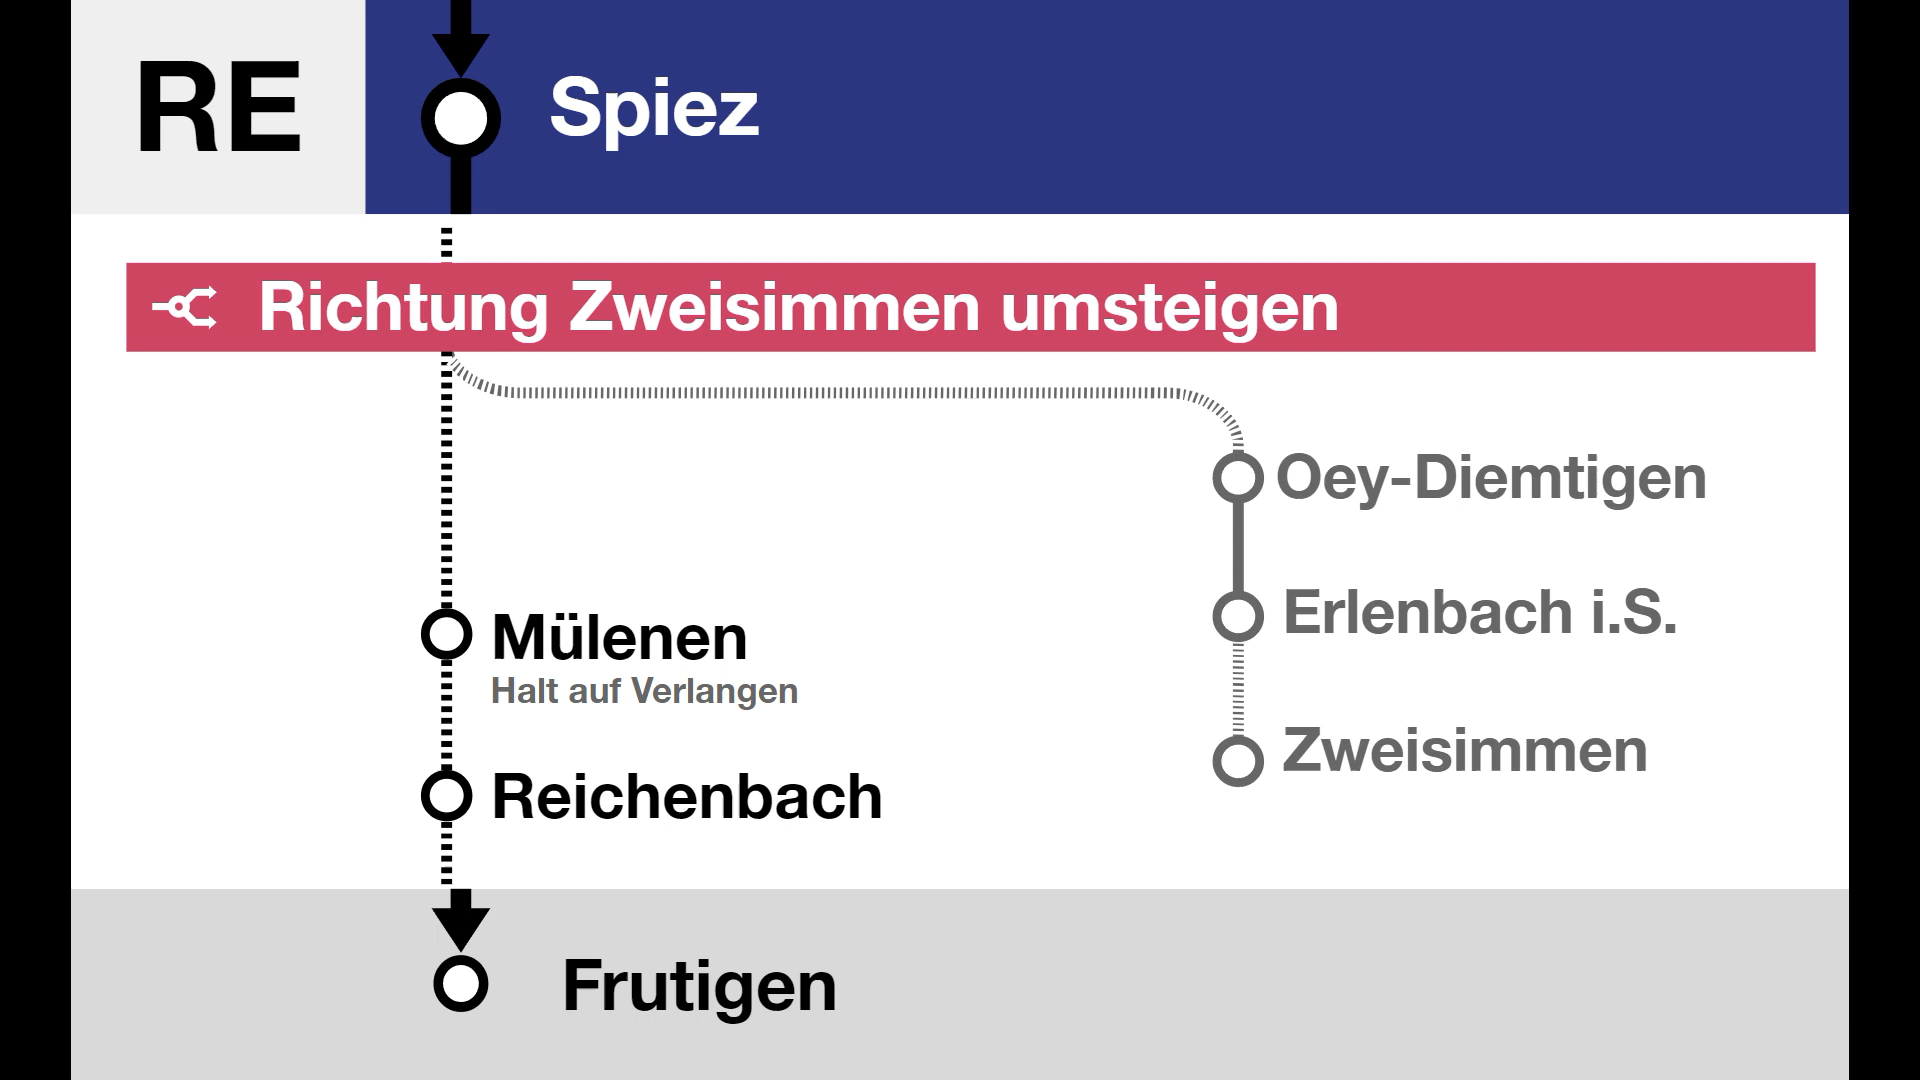 RE
Spiez
Richtung Zweisimmen umsteigen
Oey-Diemtigen
Erlenbach i.S.
Zweisimmen
Mülenen
Halt auf Verlangen
Reichenbach
Frutigen